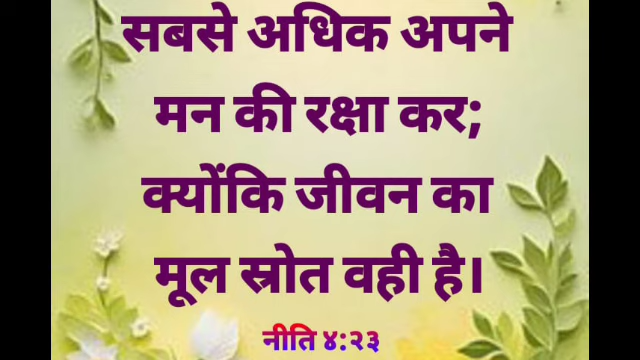 सबसे अधिक अपने
मन की रक्षा कर;
क्योंकि जीवन का
मूल स्रोत वही है।
नीति ४:२३